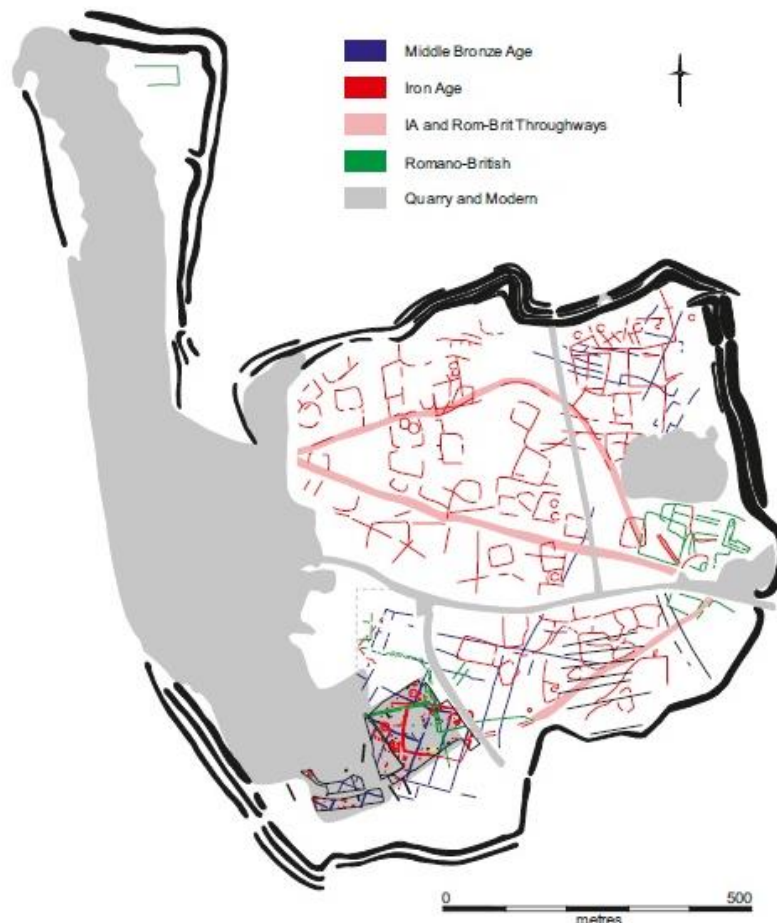 Middle Bronze Age
Iron Age
IA and Rom-Brit Throughways
Romano-British
Quarry and Modern
0 500
metres